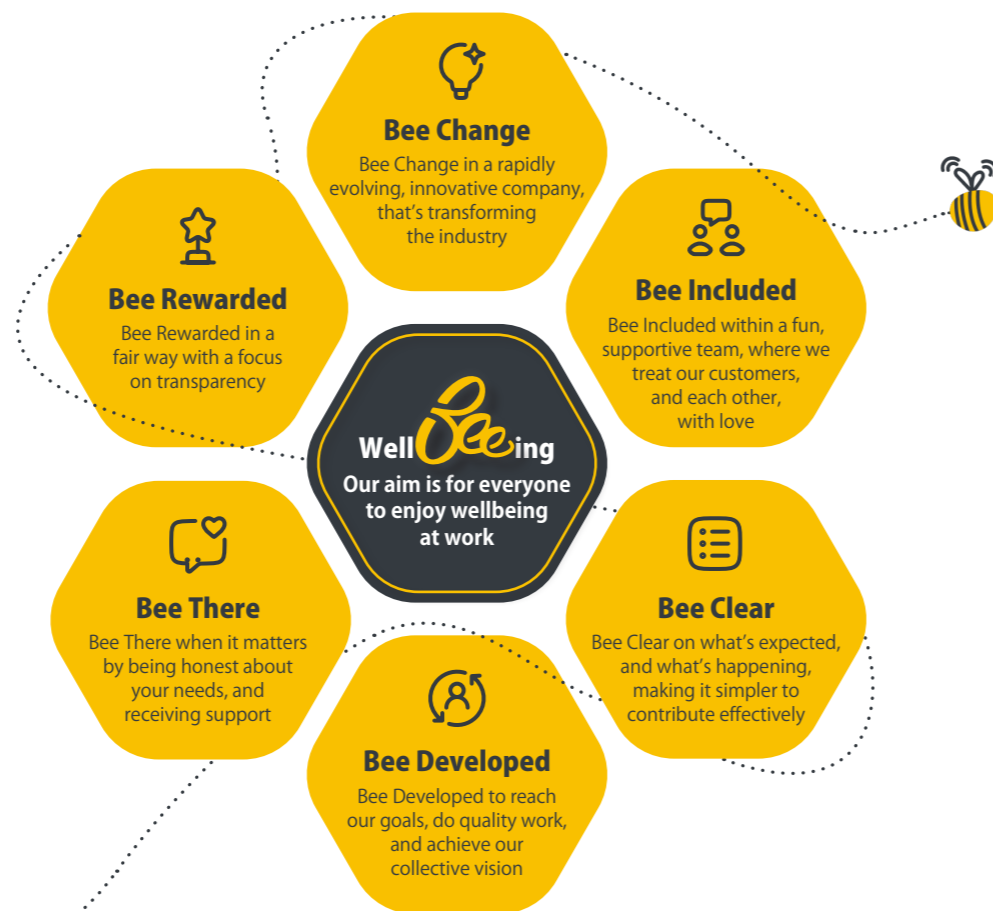 Bee Change
Bee Change in a rapidly
evolving, innovative company,
that's transforming
the industry
Bee Rewarded
Bee Rewarded in a
fair way with a focus
on transparency
Bee Included
Bee Included within a fun,
supportive team, where we
treat our customers,
and each other,
with love
WellBeeing
Our aim is for everyone
to enjoy wellbeing
at work
Bee There
Bee There when it matters
by being honest about
your needs, and
receiving support
Bee Clear
Bee Clear on what's expected,
and what's happening,
making it simpler to
contribute effectively
Bee Developed
Bee Developed to reach
our goals, do quality work,
and achieve our
collective vision